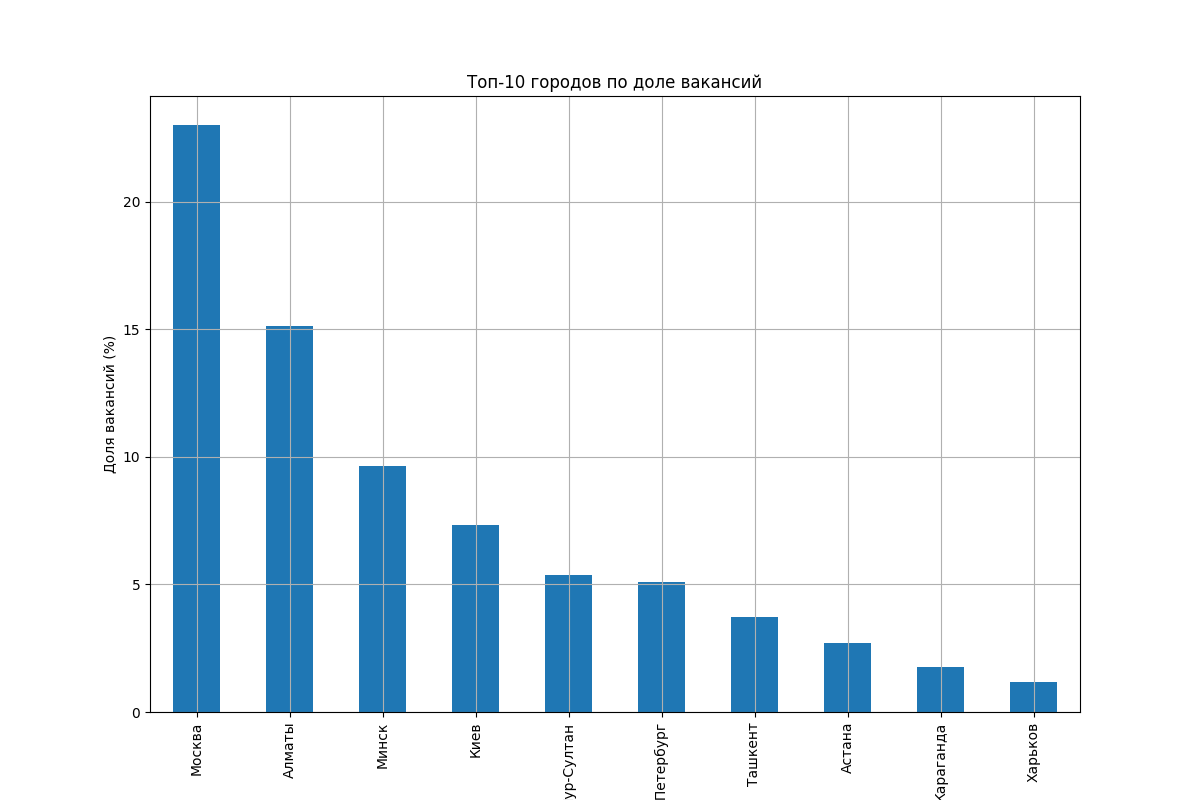 Топ-10 городов по доле вакансий
Доля вакансий (%)
20
15
10
5
0
Москва
Алматы
Минск
Киев
ур-Султан
Петербург
Ташкент
Астана
Караганда
Харьков